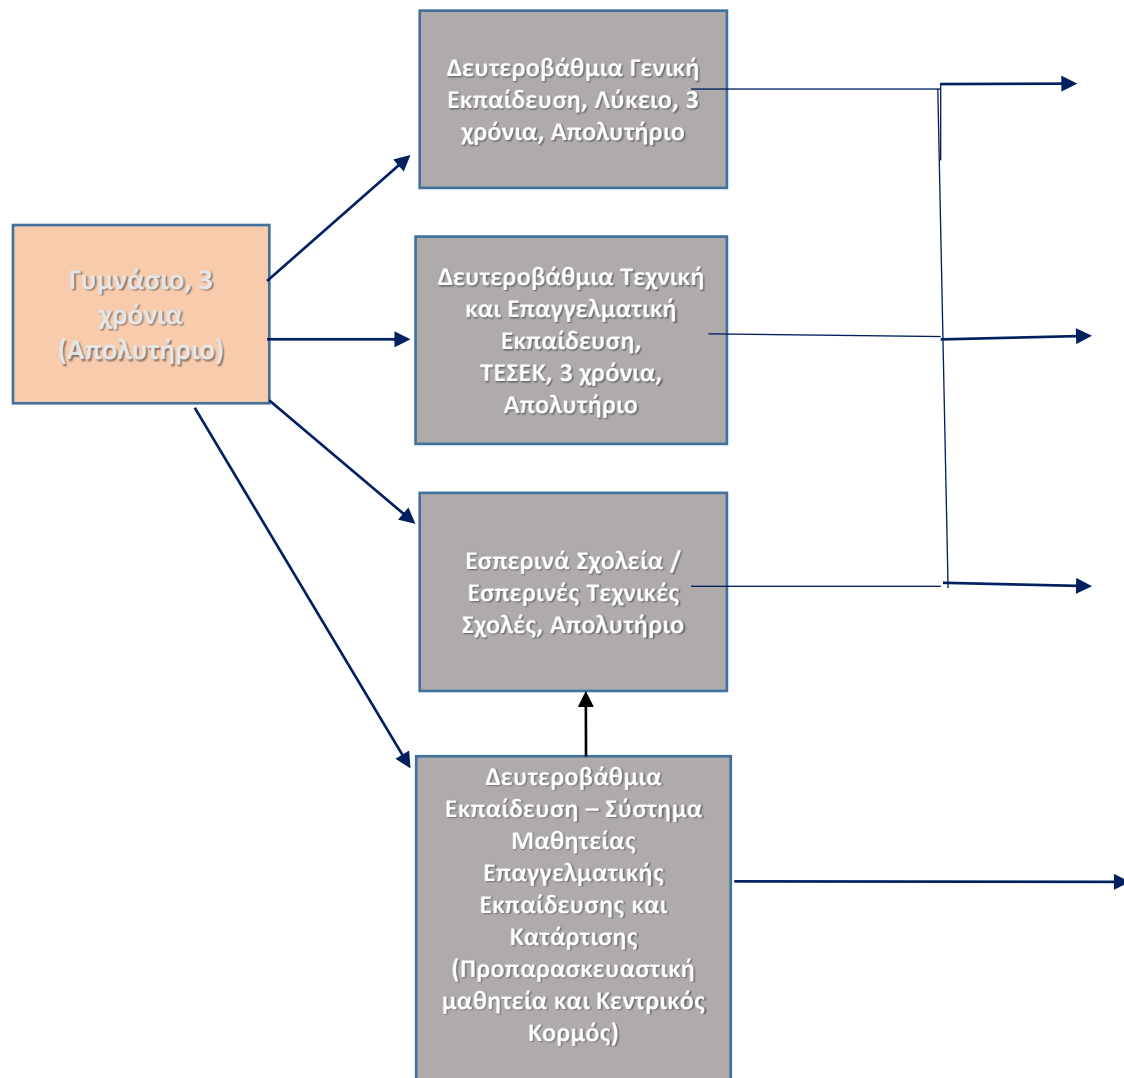 Δευτεροβάθμια Γενική
Εκπαίδευση, Λύκειο, 3
χρόνια, Απολυτήριο
Γυμνάσιο, 3
χρόνια
(Απολυτήριο)
Δευτεροβάθμια Τεχνική
και Επαγγελματική
Εκπαίδευση,
ΤΕΣΕΚ, 3 χρόνια,
Απολυτήριο
Εσπερινά Σχολεία /
Εσπερινές Τεχνικές
Σχολές, Απολυτήριο
Δευτεροβάθμια
Εκπαίδευση – Σύστημα
Μαθητείας
Επαγγελματικής
Εκπαίδευσης και
Κατάρτισης
(Προπαρασκευαστική
μαθητεία και Κεντρικός
Κορμός)